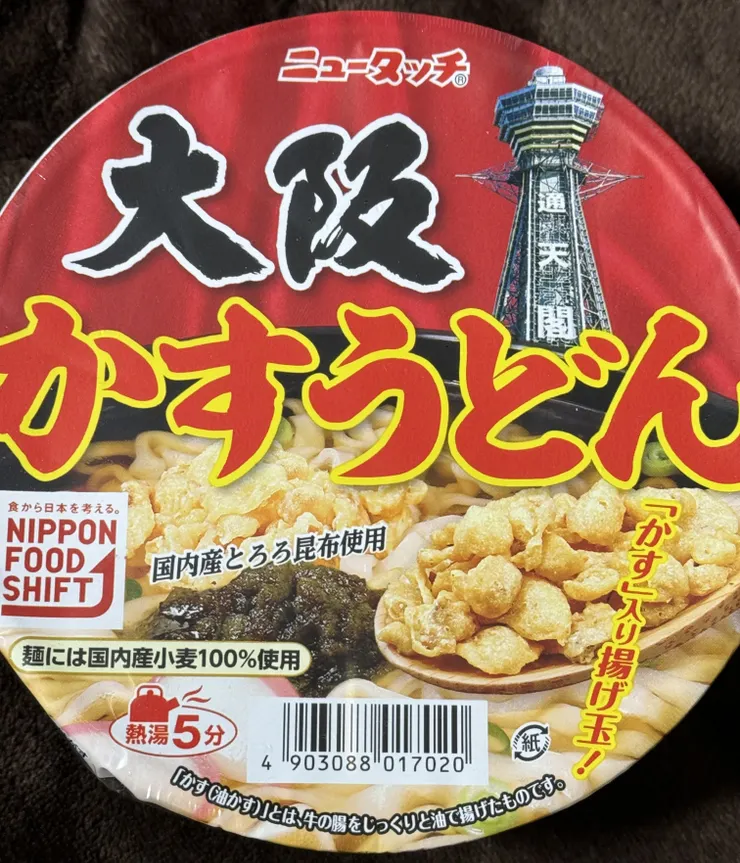 ニュータッチ®
大阪
通天閣
かすうどん
食から日本を考える。
NIPPON
FOOD
SHIFT
国内産とろろ昆布使用
「かす」入り揚げ玉!
麺には国内産小麦100%使用
熱湯5分
4 903088 017020
紙
「かす(油かす)」とは、牛の腸をじっくりと油で揚げたものです。